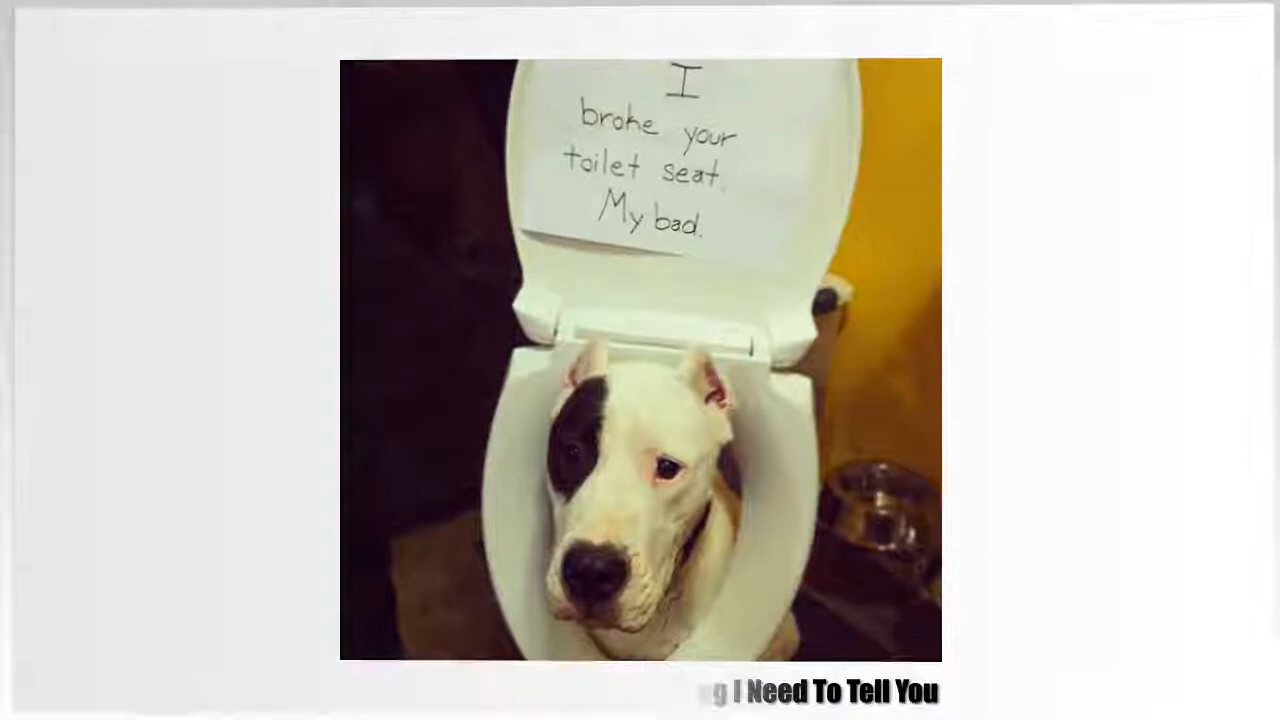 I
broke your
toilet seat.
My bad.
I Need To Tell You